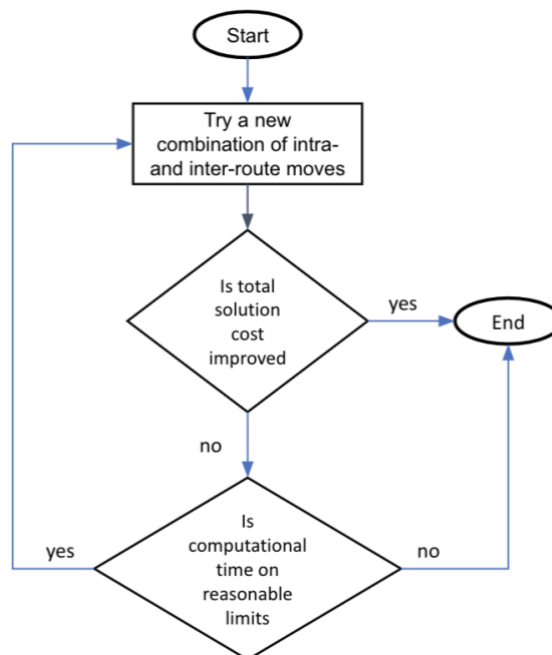 Start
Try a new
combination of intra-
and inter-route moves
Is total
solution
cost
improved
yes
End
no
Is
computational
time on
reasonable
limits
yes
no